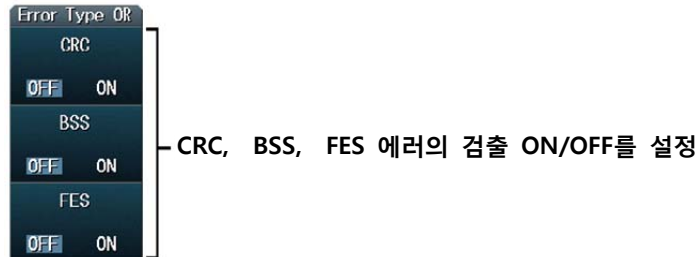 Error Type OR
CRC
OFF ON
BSS
OFF ON
FES
OFF ON
CRC, BSS, FES 에러의 검출 ON/OFF를 설정